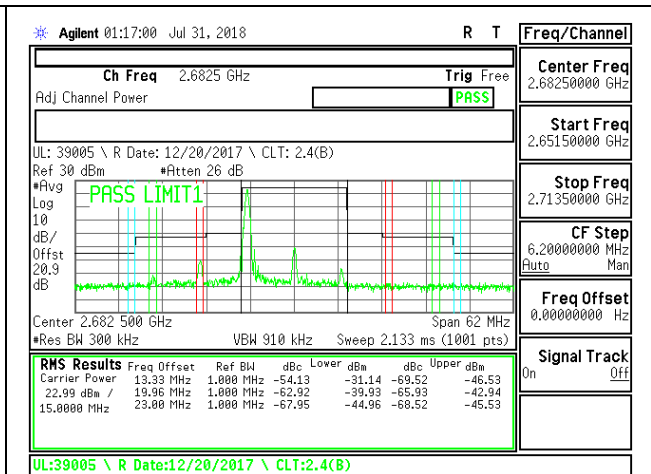 Agilent 01:17:00 Jul 31, 2018 R T Freq/Channel
Ch Freq 2.6825 GHz Trig Free
Adj Channel Power PASS
Center Freq
2.68250000 GHz
Start Freq
2.65150000 GHz
UL: 39005 \ R Date: 12/20/2017 \ CLT: 2.4(B)
Ref 30 dBm #Atten 26 dB
#Avg
Log
10
dB/
Offst
20.9
dB
PASS LIMIT1
Stop Freq
2.71350000 GHz
CF Step
6.20000000 MHz
Auto Man
Freq Offset
0.00000000 Hz
Center 2.682 500 GHz Span 62 MHz
#Res BW 300 kHz VBW 910 kHz Sweep 2.133 ms (1001 pts)
Signal Track
On Off
RMS Results Freq Offset Ref BW dBc Lower dBm dBc Upper dBm
Carrier Power 13.33 MHz 1.000 MHz -54.13 -31.14 -69.52 -46.53
22.99 dBm / 19.96 MHz 1.000 MHz -62.92 -39.93 -65.93 -42.94
15.0000 MHz 23.00 MHz 1.000 MHz -67.95 -44.96 -68.52 -45.53
UL:39005 \ R Date:12/20/2017 \ CLT:2.4(B)